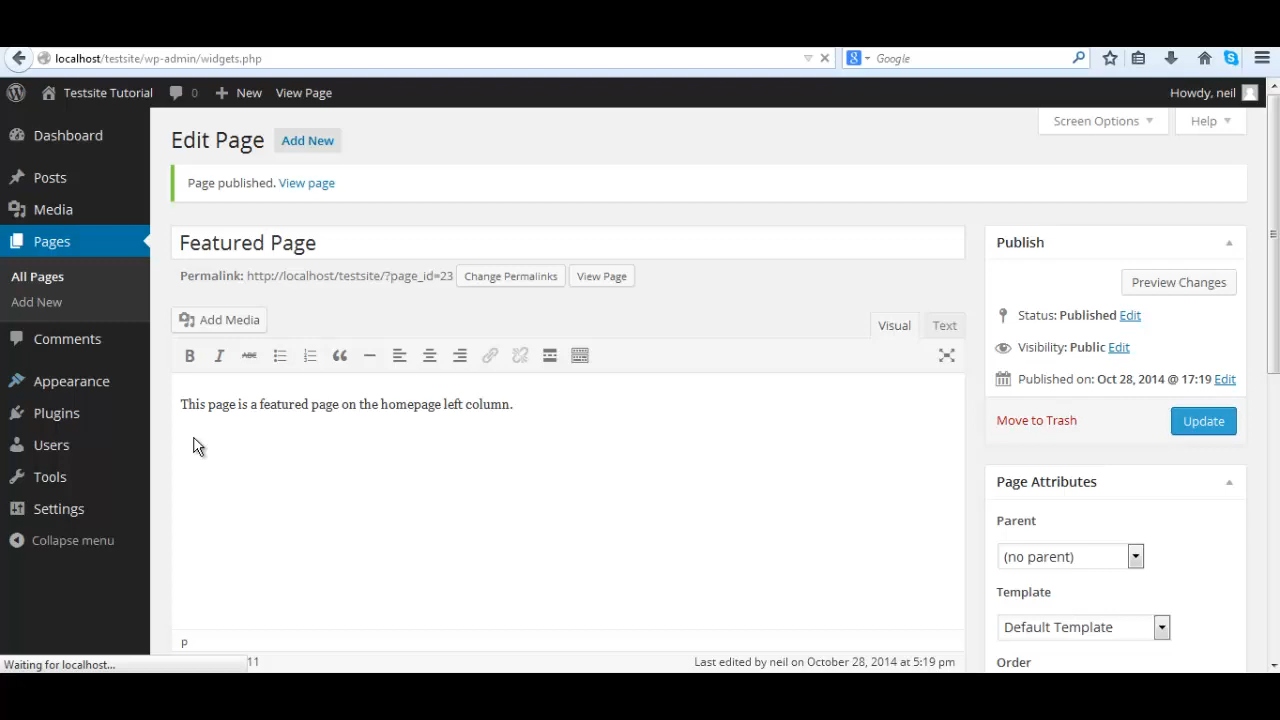 localhost/testsite/wp-admin/widgets.php
Google
Testsite Tutorial
0
New
View Page
Howdy, neil
Dashboard
Posts
Media
Pages
All Pages
Add New
Comments
Appearance
Plugins
Users
Tools
Settings
Collapse menu
Screen Options
Help
Edit Page
Add New
Page published. View page
Featured Page
Permalink: http://localhost/testsite/?page_id=23
Change Permalinks
View Page
Add Media
Visual
Text
B I ABC
This page is a featured page on the homepage left column.
p
11
Last edited by neil on October 28, 2014 at 5:19 pm
Publish
Preview Changes
Status: Published Edit
Visibility: Public Edit
Published on: Oct 28, 2014 @ 17:19 Edit
Move to Trash
Update
Page Attributes
Parent
(no parent)
Template
Default Template
Order
Waiting for localhost...